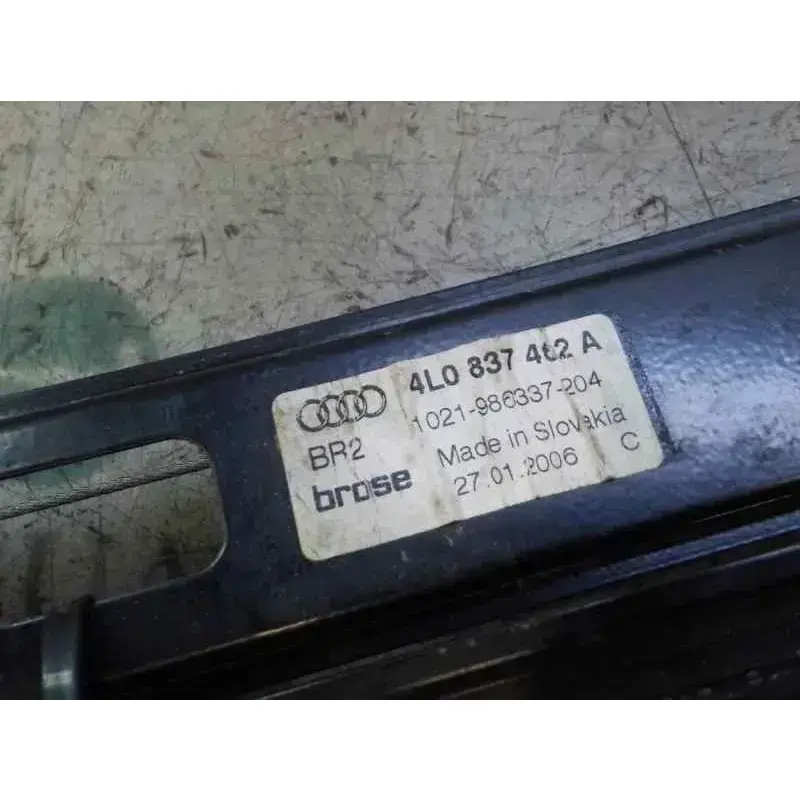 4L0 837 462 A
1021-986337-204
BR2
Made in Slovakia
brose
27.01.2006 C